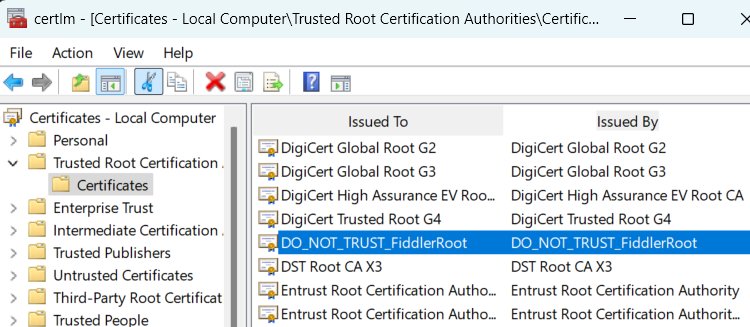 certlm - [Certificates - Local Computer\Trusted Root Certification Authorities\Certific...
File Action View Help
Certificates - Local Computer
Personal
Trusted Root Certification
Certificates
Enterprise Trust
Intermediate Certification
Trusted Publishers
Untrusted Certificates
Third-Party Root Certificat
Trusted People
Issued To Issued By
DigiCert Global Root G2 DigiCert Global Root G2
DigiCert Global Root G3 DigiCert Global Root G3
DigiCert High Assurance EV Roo... DigiCert High Assurance EV Root CA
DigiCert Trusted Root G4 DigiCert Trusted Root G4
DO_NOT_TRUST_FiddlerRoot DO_NOT_TRUST_FiddlerRoot
DST Root CA X3 DST Root CA X3
Entrust Root Certification Autho... Entrust Root Certification Authority
Entrust Root Certification Autho... Entrust Root Certification Authorit...